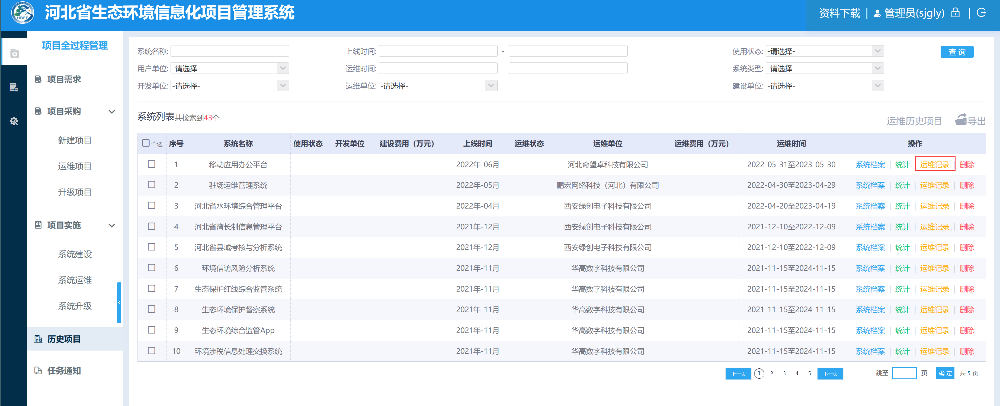 HBEE
河北省生态环境信息化项目管理系统
资料下载 | 管理员(sjgly) |
项目全过程管理
项目需求
项目采购
新建项目
运维项目
升级项目
项目实施
系统建设
系统运维
系统升级
历史项目
任务通知
系统名称: 上线时间: - 使用状态: -请选择- 查 询
用户单位: -请选择- 运维时间: - 系统类型: -请选择-
开发单位: -请选择- 运维单位: -请选择- 建设单位: -请选择-
系统列表共检索到43个
运维历史项目 导出
全选 序号 系统名称 使用状态 开发单位 建设费用（万元） 上线时间 运维状态 运维单位 运维费用（万元） 运维时间 操作
1 移动应用办公平台 2022年-06月 河北奇望卓科技有限公司 2022-05-31至2023-05-30 系统档案 | 统计 运维记录 删除
2 驻场运维管理系统 2022年-05月 鹏宏网络科技（河北）有限公司 2022-04-30至2023-04-29 系统档案 | 统计 | 运维记录 | 删除
3 河北省水环境综合管理平台 2022年-04月 西安绿创电子科技有限公司 2022-04-20至2023-04-19 系统档案 | 统计 | 运维记录 | 删除
4 河北省湾长制信息管理平台 2021年-12月 西安绿创电子科技有限公司 2021-12-10至2022-12-09 系统档案 | 统计 | 运维记录 | 删除
5 河北省县域考核与分析系统 2021年-12月 西安绿创电子科技有限公司 2021-12-10至2022-12-09 系统档案 | 统计 | 运维记录 | 删除
6 环境信访风险分析系统 2021年-11月 华高数字科技有限公司 2021-11-15至2024-11-15 系统档案 | 统计 | 运维记录 | 删除
7 生态保护红线综合监管系统 2021年-11月 华高数字科技有限公司 2021-11-15至2024-11-15 系统档案 | 统计 | 运维记录 | 删除
8 生态环境保护督察系统 2021年-11月 华高数字科技有限公司 2021-11-15至2024-11-15 系统档案 | 统计 | 运维记录 | 删除
9 生态环境综合监管App 2021年-11月 华高数字科技有限公司 2021-11-15至2024-11-15 系统档案 | 统计 | 运维记录 | 删除
10 环境涉税信息处理交换系统 2021年-11月 华高数字科技有限公司 2021-11-15至2024-11-15 系统档案 | 统计 | 运维记录 | 删除
上一页 1 2 3 4 5 下一页 跳至 页 确 定 共 5 页